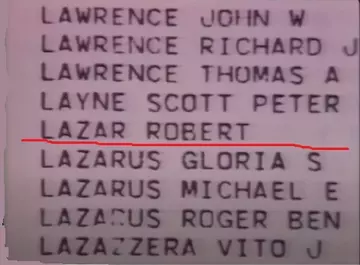 LAWRENCE JOHN W
LAWRENCE RICHARD J
LAWRENCE THOMAS A
LAYNE SCOTT PETER
LAZAR ROBERT
LAZARUS GLORIA S
LAZARUS MICHAEL E
LAZARUS ROGER BEN
LAZAZZERA VITO J